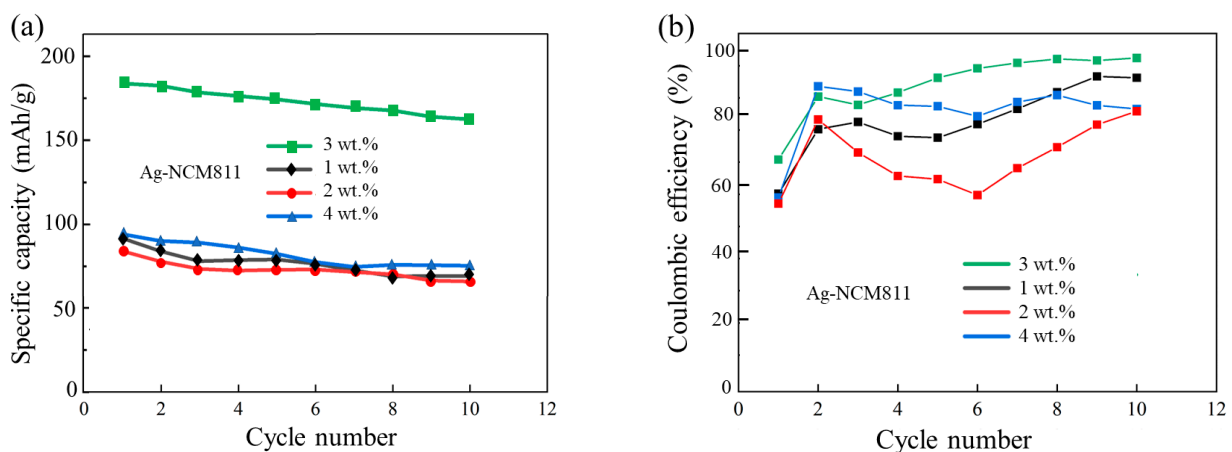 (a)
Specific capacity (mAh/g)
200
150
100
50
0
Ag-NCM811
3 wt.%
1 wt.%
2 wt.%
4 wt.%
0 2 4 6 8 10 12
Cycle number
(b)
Coulombic efficiency (%)
100
80
60
40
20
0
Ag-NCM811
3 wt.%
1 wt.%
2 wt.%
4 wt.%
0 2 4 6 8 10 12
Cycle number